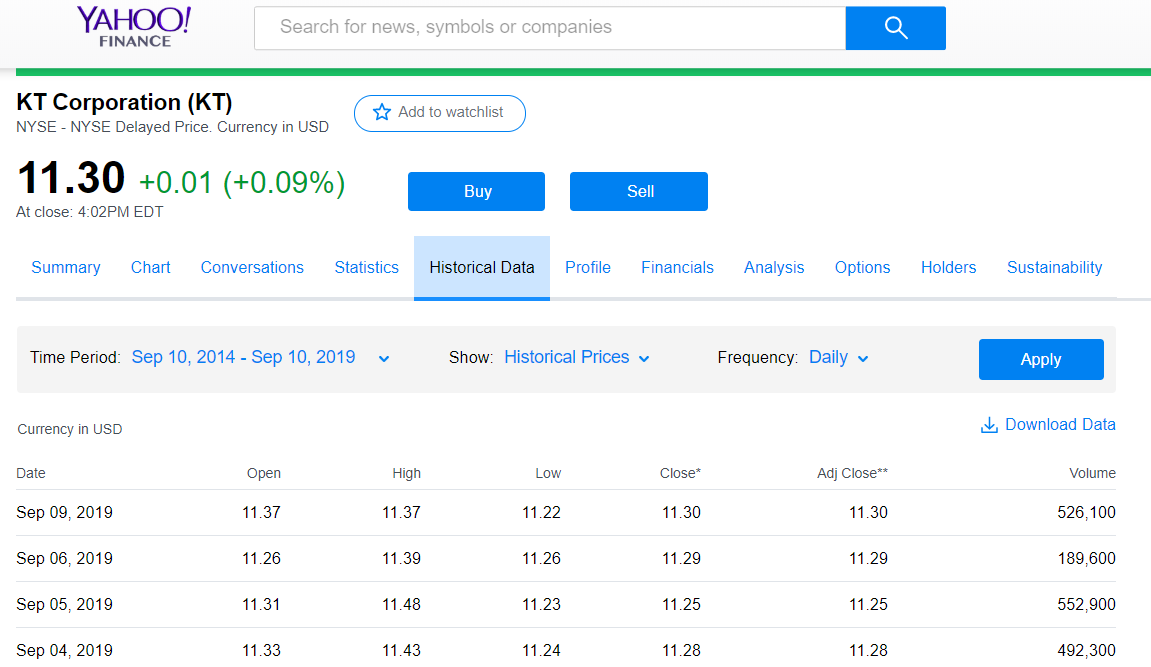 YAHOO!
FINANCE
Search for news, symbols or companies
KT Corporation (KT)
NYSE - NYSE Delayed Price. Currency in USD
Add to watchlist
11.30 +0.01 (+0.09%)
At close: 4:02PM EDT
Buy Sell
Summary Chart Conversations Statistics Historical Data Profile Financials Analysis Options Holders Sustainability
Time Period: Sep 10, 2014 - Sep 10, 2019 Show: Historical Prices Frequency: Daily Apply
Currency in USD Download Data
Date Open High Low Close* Adj Close** Volume
Sep 09, 2019 11.37 11.37 11.22 11.30 11.30 526,100
Sep 06, 2019 11.26 11.39 11.26 11.29 11.29 189,600
Sep 05, 2019 11.31 11.48 11.23 11.25 11.25 552,900
Sep 04, 2019 11.33 11.43 11.24 11.28 11.28 492,300